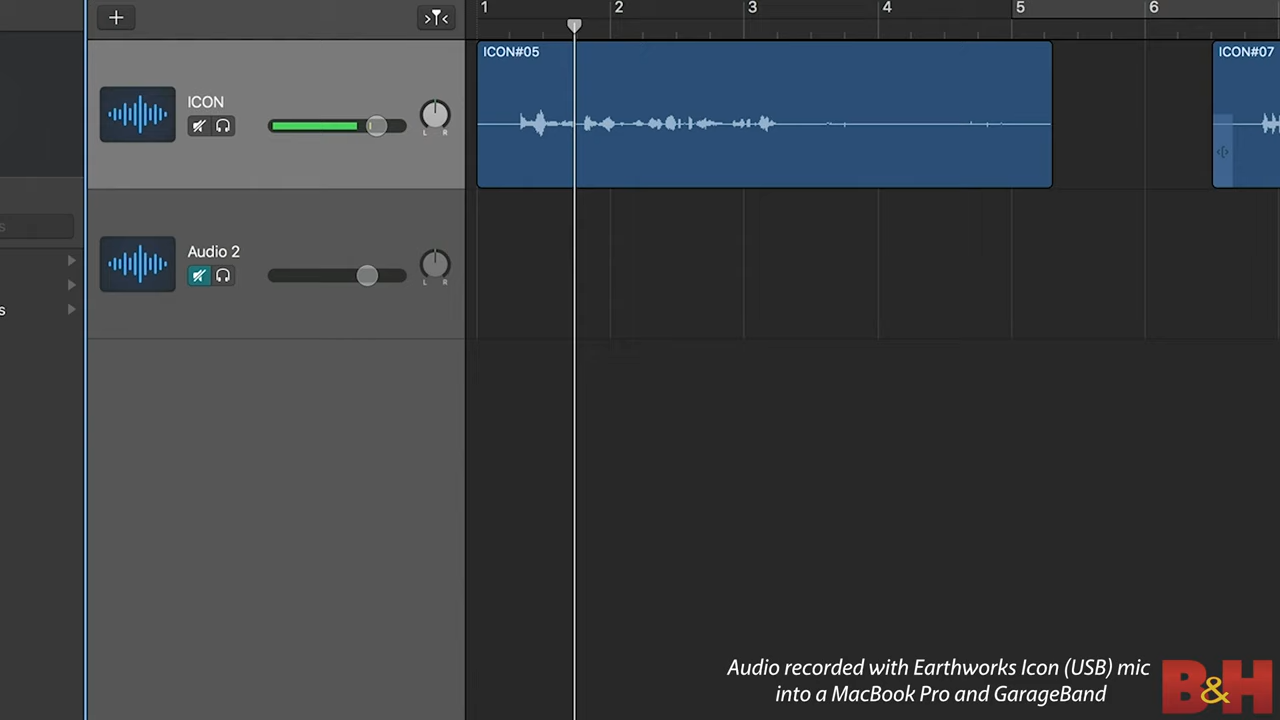 1 2 3 4 5 6
ICON#05
ICON#07
ICON
L R
Audio 2
L R
s
s
Audio recorded with Earthworks Icon (USB) mic
into a MacBook Pro and GarageBand
B&H